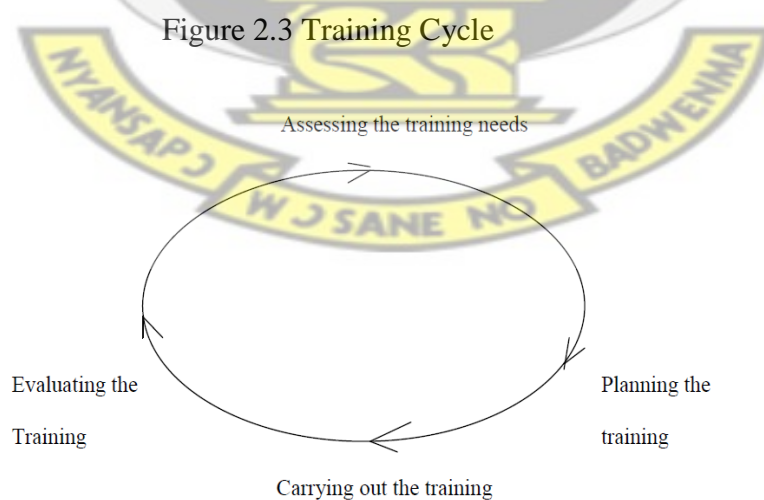 Figure 2.3 Training Cycle
Assessing the training needs
NYANSAPƆ
WƆ SANE NO
BADWENMA
Evaluating the
Training
Planning the
training
Carrying out the training